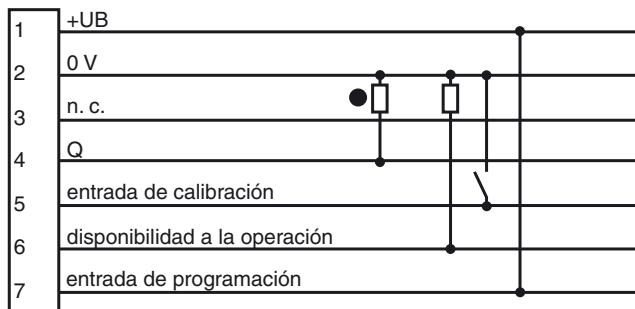 1 +UB
2 0 V
3 n. c.
4 Q
5 entrada de calibración
6 disponibilidad a la operación
7 entrada de programación